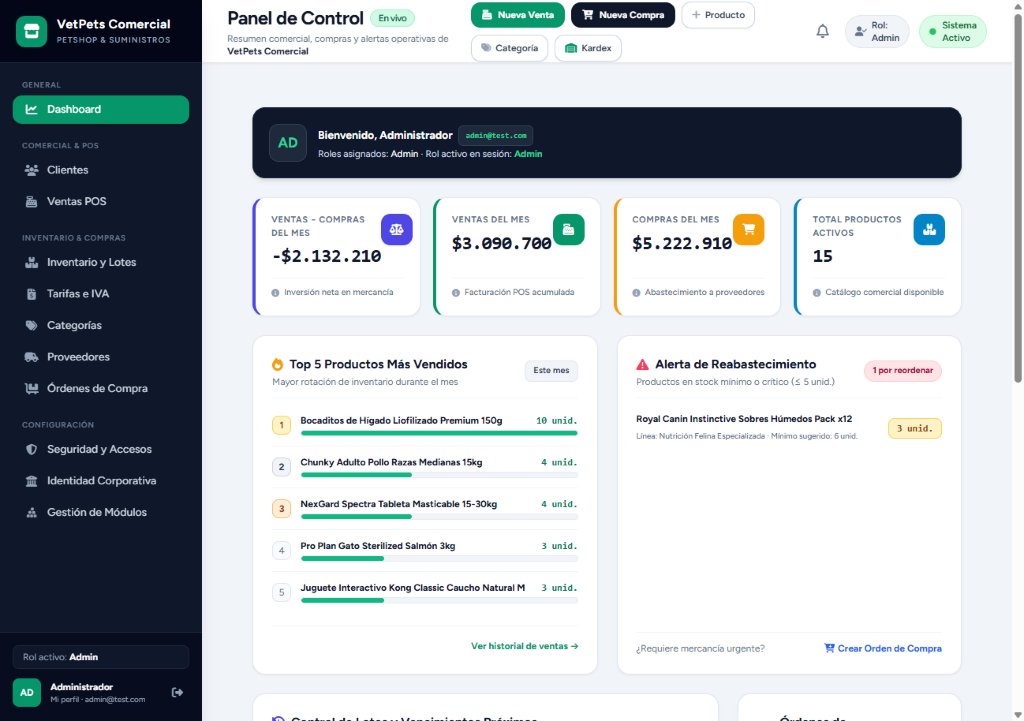 VetPets Comercial
PETSHOP & SUMINISTROS
GENERAL
Dashboard
COMERCIAL & POS
Clientes
Ventas POS
INVENTARIO & COMPRAS
Inventario y Lotes
Tarifas e IVA
Categorías
Proveedores
Órdenes de Compra
CONFIGURACIÓN
Seguridad y Accesos
Identidad Corporativa
Gestión de Módulos
Rol activo: Admin
AD
Administrador
Mi perfil · admin@test.com
Panel de Control
En vivo
Resumen comercial, compras y alertas operativas de
VetPets Comercial
Nueva Venta
Nueva Compra
Producto
Categoría
Kardex
Rol:
Admin
Sistema
Activo
AD
Bienvenido, Administrador
admin@test.com
Roles asignados: Admin · Rol activo en sesión: Admin
VENTAS - COMPRAS
DEL MES
-$2.132.210
Inversión neta en mercancía
VENTAS DEL MES
$3.090.700
Facturación POS acumulada
COMPRAS DEL MES
$5.222.910
Abastecimiento a proveedores
TOTAL PRODUCTOS
ACTIVOS
15
Catálogo comercial disponible
Top 5 Productos Más Vendidos
Mayor rotación de inventario durante el mes
Este mes
1 Bocaditos de Hígado Liofilizado Premium 150g 10 unid.
2 Chunky Adulto Pollo Razas Medianas 15kg 4 unid.
3 NexGard Spectra Tableta Masticable 15-30kg 4 unid.
4 Pro Plan Gato Sterilized Salmón 3kg 3 unid.
5 Juguete Interactivo Kong Classic Caucho Natural M 3 unid.
Ver historial de ventas →
Alerta de Reabastecimiento
Productos en stock mínimo o crítico (≤ 5 unid.)
1 por reordenar
Royal Canin Instinctive Sobres Húmedos Pack x12
Línea: Nutrición Felina Especializada · Mínimo sugerido: 6 unid.
3 unid.
¿Requiere mercancía urgente?
Crear Orden de Compra
Control de Lotes y Vencimientos Próximos
Órdenes de